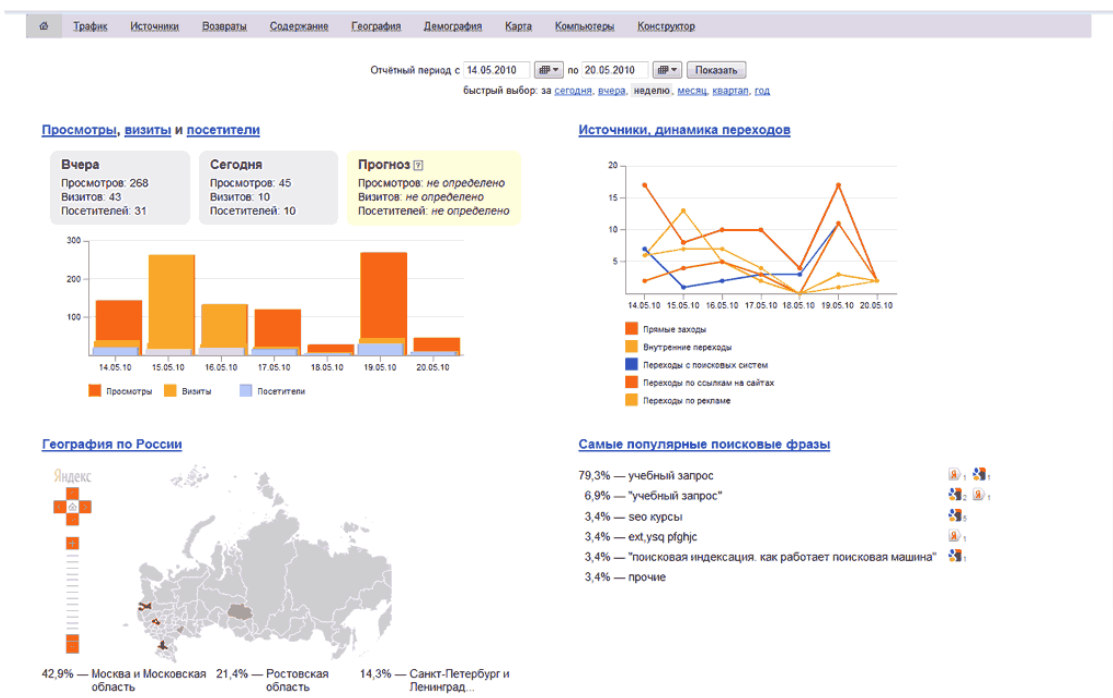 Трафик Источники Возвраты Содержание География Демография Карта Компьютеры Конструктор
Отчётный период с 14.05.2010 по 20.05.2010 Показать
быстрый выбор: за сегодня, вчера, неделю, месяц, квартал, год
Просмотры, визиты и посетители
Вчера
Просмотров: 268
Визитов: 43
Посетителей: 31
Сегодня
Просмотров: 45
Визитов: 10
Посетителей: 10
Прогноз ?
Просмотров: не определено
Визитов: не определено
Посетителей: не определено
300
200
100
14.05.10 15.05.10 16.05.10 17.05.10 18.05.10 19.05.10 20.05.10
Просмотры Визиты Посетители
Источники, динамика переходов
20
15
10
5
14.05.10 15.05.10 16.05.10 17.05.10 18.05.10 19.05.10 20.05.10
Прямые заходы
Внутренние переходы
Переходы с поисковых систем
Переходы по ссылкам на сайтах
Переходы по рекламе
География по России
Яндекс
42,9% — Москва и Московская область
21,4% — Ростовская область
14,3% — Санкт-Петербург и Ленинград...
Самые популярные поисковые фразы
79,3% — учебный запрос Я 1 1
6,9% — "учебный запрос" 2 Я 1
3,4% — seo курсы 5
3,4% — ext,ysq pfghjc Я 1
3,4% — "поисковая индексация. как работает поисковая машина" 1
3,4% — прочие